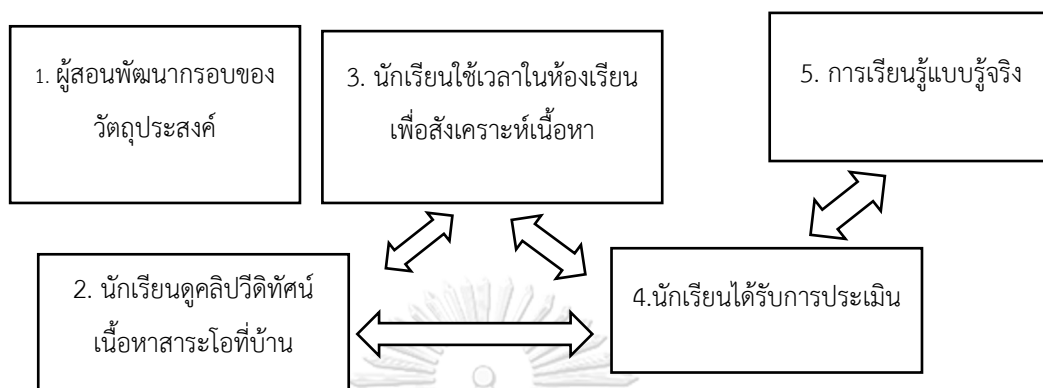 1. ผู้สอนพัฒนากรอบของ
วัตถุประสงค์
2. นักเรียนดูคลิปวีดิทัศน์
เนื้อหาสาระโอที่บ้าน
3. นักเรียนใช้เวลาในห้องเรียน
เพื่อสังเคราะห์เนื้อหา
4.นักเรียนได้รับการประเมิน
5. การเรียนรู้แบบรู้จริง